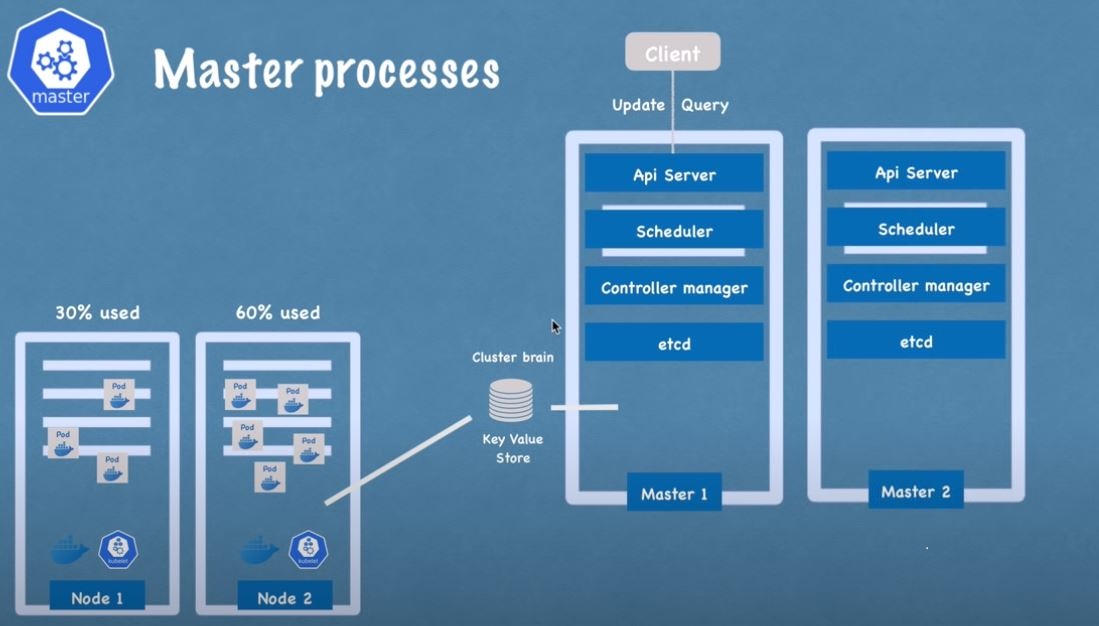 master
Master processes
Client
Update Query
Api Server
Scheduler
Controller manager
etcd
Master 1
Api Server
Scheduler
Controller manager
etcd
Master 2
30% used
Pod
Pod
Pod
kubelet
Node 1
60% used
Pod
Pod
Pod
Pod
Pod
kubelet
Node 2
Cluster brain
Key Value
Store